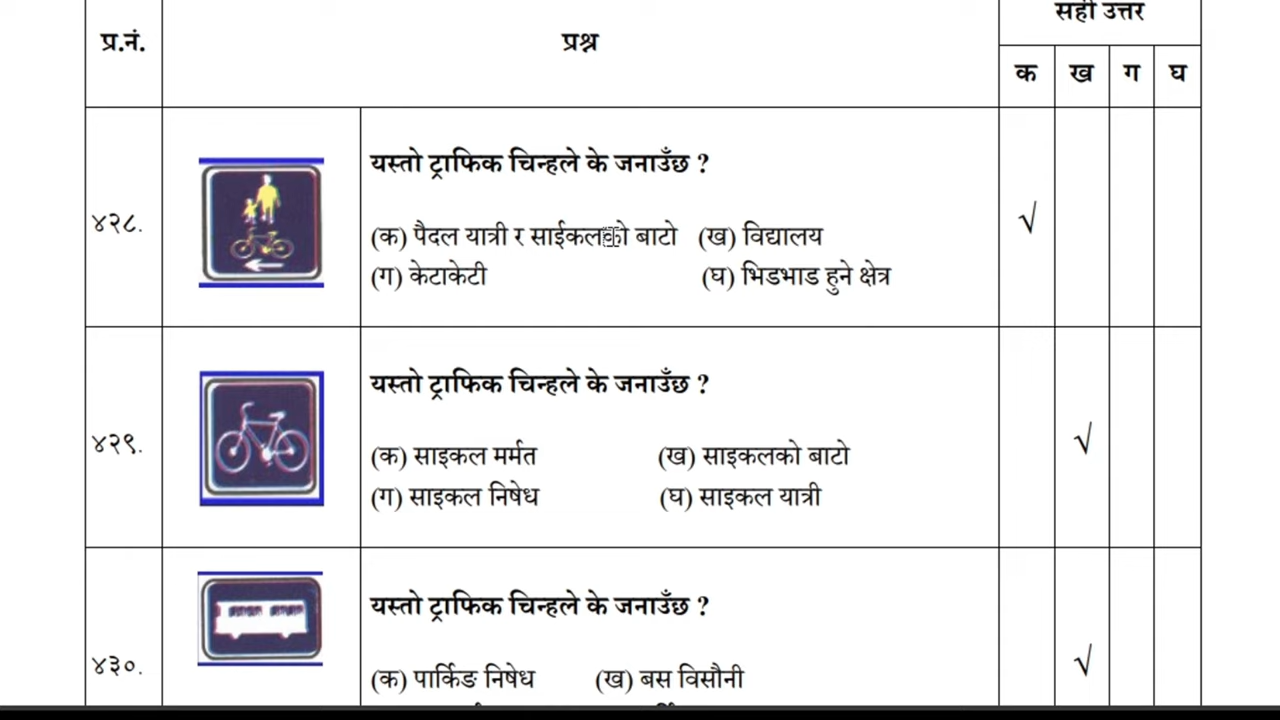 सही उत्तर
प्र.नं. प्रश्न
क ख ग घ
यस्तो ट्राफिक चिन्हले के जनाउँछ ?
४२८. √
(क) पैदल यात्री र साईकलको बाटो (ख) विद्यालय
(ग) केटाकेटी (घ) भिडभाड हुने क्षेत्र
यस्तो ट्राफिक चिन्हले के जनाउँछ ?
४२९. √
(क) साइकल मर्मत (ख) साइकलको बाटो
(ग) साइकल निषेध (घ) साइकल यात्री
यस्तो ट्राफिक चिन्हले के जनाउँछ ?
४३०. √
(क) पार्किङ निषेध (ख) बस विसौनी